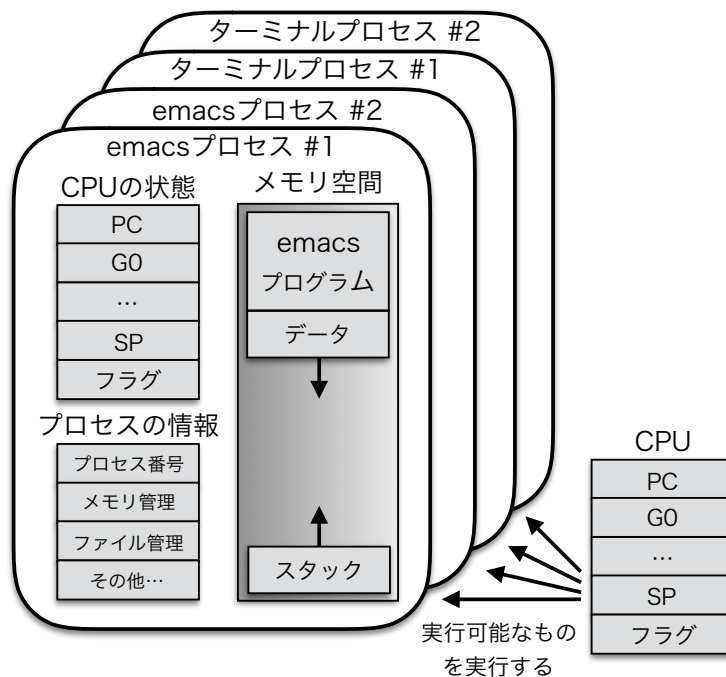 ターミナルプロセス #2
ターミナルプロセス #1
emacsプロセス #2
emacsプロセス #1
CPUの状態
PC
G0
…
SP
フラグ
プロセスの情報
プロセス番号
メモリ管理
ファイル管理
その他…
メモリ空間
emacs
プログラム
データ
スタック
CPU
PC
G0
…
SP
フラグ
実行可能なもの
を実行する